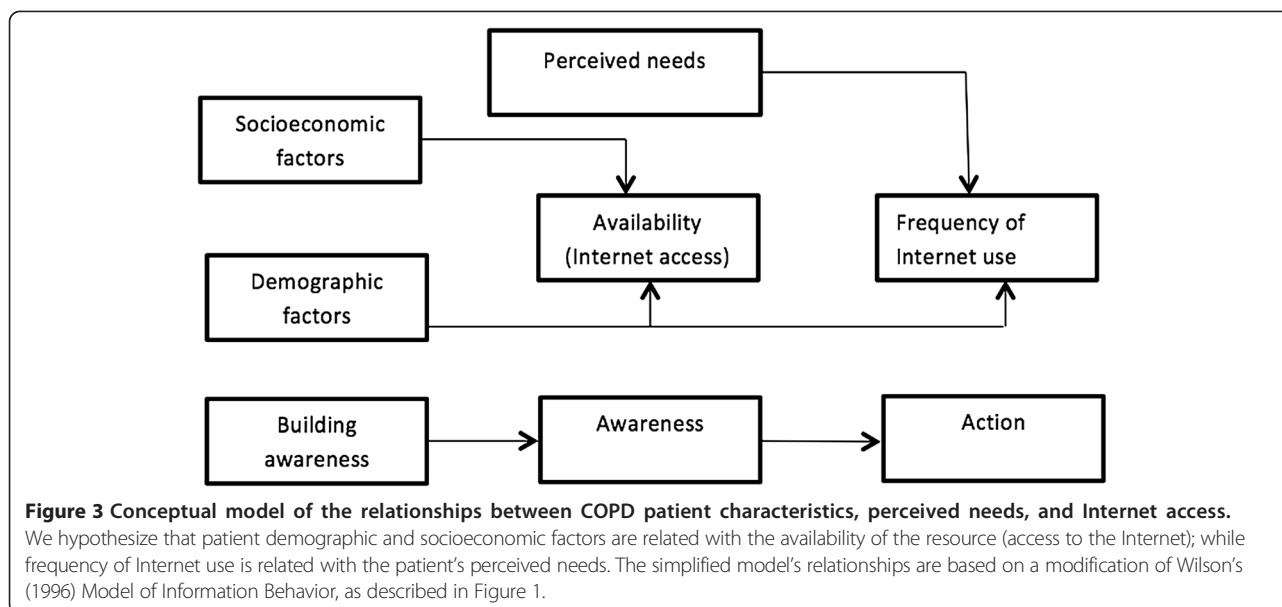 Perceived needs
Socioeconomic
factors
Availability
(Internet access)
Frequency of
Internet use
Demographic
factors
Building
awareness
Awareness
Action
Figure 3 Conceptual model of the relationships between COPD patient characteristics, perceived needs, and Internet access.
We hypothesize that patient demographic and socioeconomic factors are related with the availability of the resource (access to the Internet); while
frequency of Internet use is related with the patient's perceived needs. The simplified model's relationships are based on a modification of Wilson's
(1996) Model of Information Behavior, as described in Figure 1.